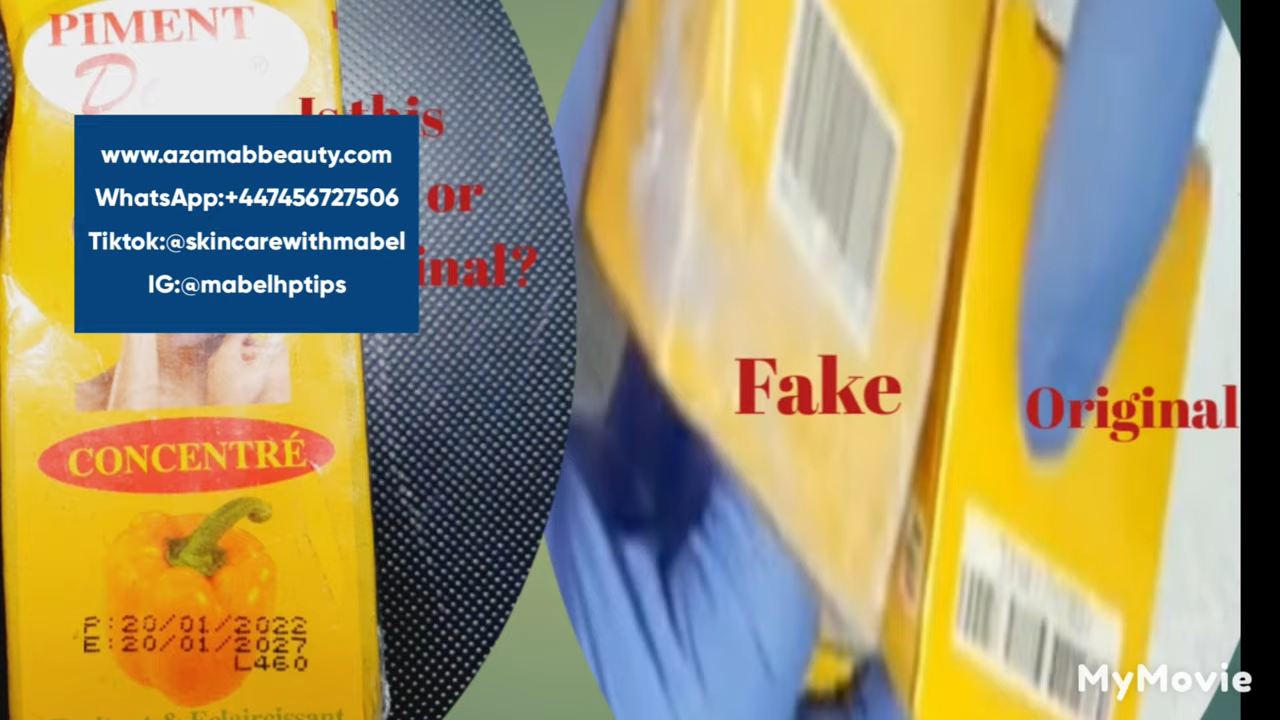 PIMENT
Is this
or
www.azamabbeauty.com
WhatsApp:+447456727506
Tiktok:@skincarewithmabel
IG:@mabelhptips
Fake
Original
CONCENTRÉ
P:20/01/2022
E:20/01/2027
L460
& Eclaircissant
MyMovie